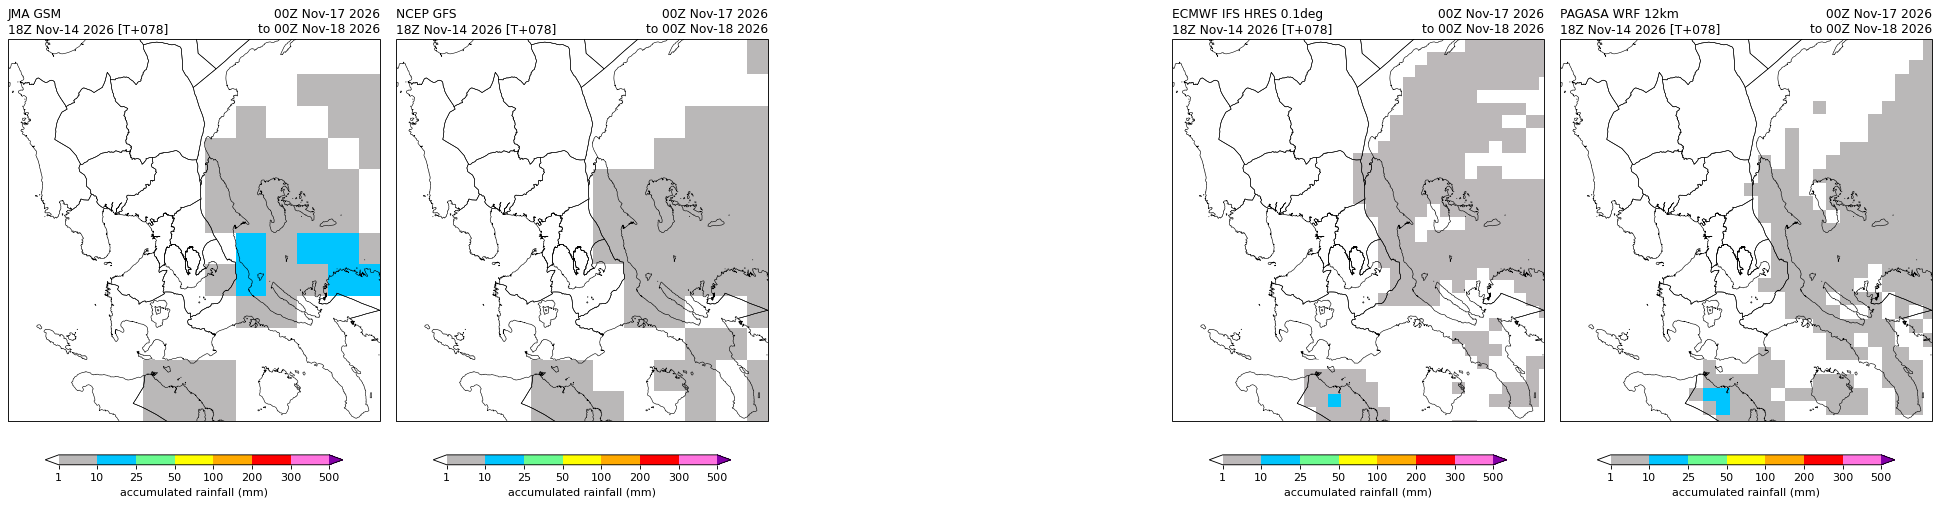 JMA GSM 00Z Nov-17 2026
18Z Nov-14 2026 [T+078] to 00Z Nov-18 2026
NCEP GFS 00Z Nov-17 2026
18Z Nov-14 2026 [T+078] to 00Z Nov-18 2026
ECMWF IFS HRES 0.1deg 00Z Nov-17 2026
18Z Nov-14 2026 [T+078] to 00Z Nov-18 2026
PAGASA WRF 12km 00Z Nov-17 2026
18Z Nov-14 2026 [T+078] to 00Z Nov-18 2026
1 10 25 50 100 200 300 500
accumulated rainfall (mm)
1 10 25 50 100 200 300 500
accumulated rainfall (mm)
1 10 25 50 100 200 300 500
accumulated rainfall (mm)
1 10 25 50 100 200 300 500
accumulated rainfall (mm)